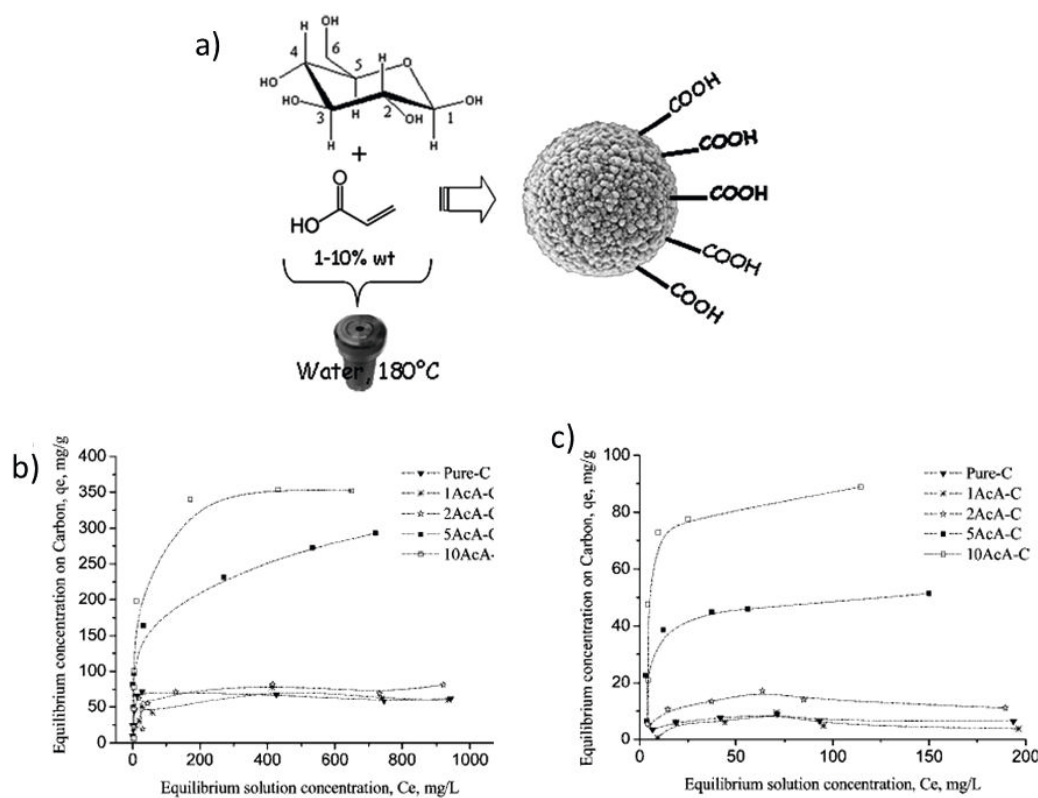 a)
OH
H
4
6
H
O
HO
5
HO
H
2
OH
3
OH
1
H
H
+
O
HO
1-10% wt
Water, 180°C
COOH
COOH
COOH
COOH
COOH
b)
Equilibrium concentration on Carbon, qe, mg/g
400
350
300
250
200
150
100
50
0
Pure-C
1AcA-C
2AcA-C
5AcA-C
10AcA-
0 200 400 600 800 1000
Equilibrium solution concentration, Ce, mg/L
c)
Equilibrium concentration on Carbon, qe, mg/g
100
80
60
40
20
0
Pure-C
1AcA-C
2AcA-C
5AcA-C
10AcA-C
0 50 100 150 200
Equilibrium solution concentration, Ce, mg/L